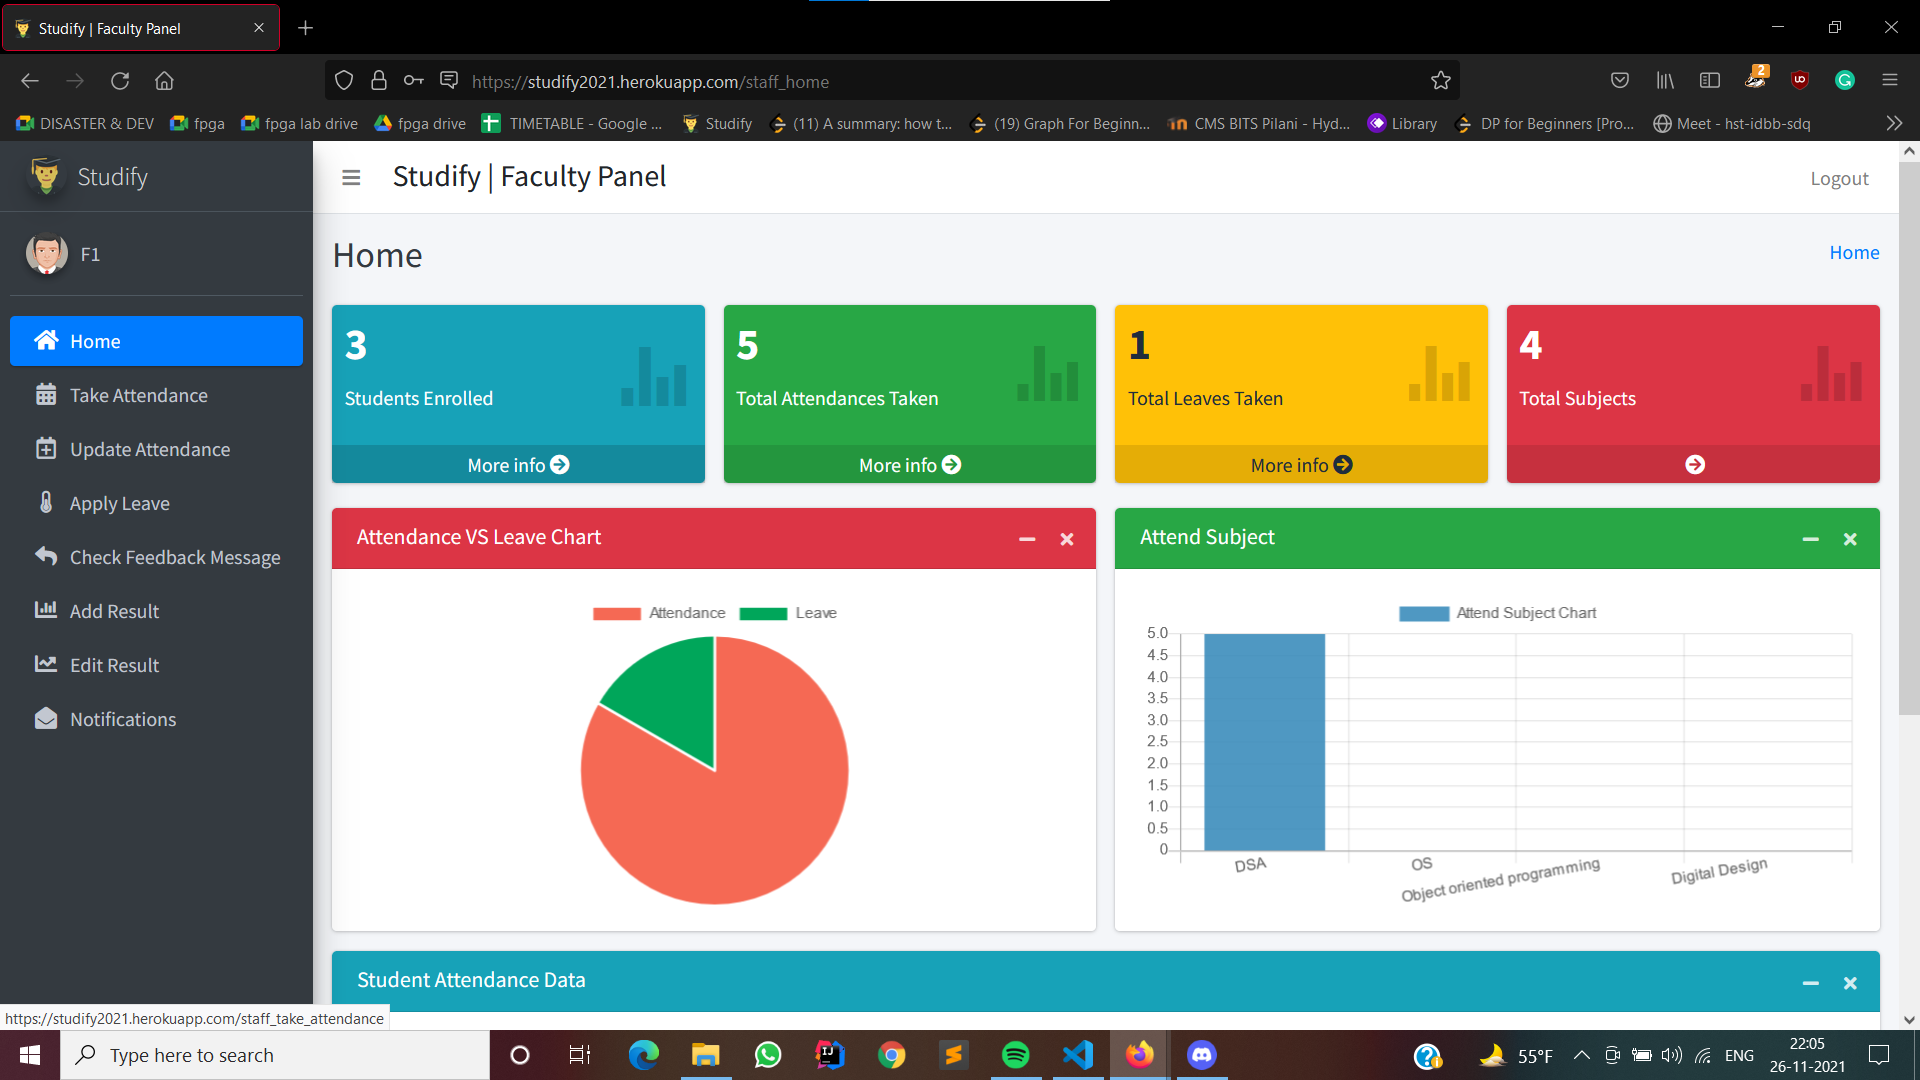 Studify | Faculty Panel
https://studify2021.herokuapp.com/staff_home
2
DISASTER & DEV fpga fpga lab drive fpga drive TIMETABLE - Google ... Studify (11) A summary: how t... (19) Graph For Beginn... CMS BITS Pilani - Hyd... Library DP for Beginners [Pro... Meet - hst-idbb-sdq
Studify
Studify | Faculty Panel
Logout
F1
Home
Home
Home
Take Attendance
Update Attendance
Apply Leave
Check Feedback Message
Add Result
Edit Result
Notifications
3
Students Enrolled
More info
5
Total Attendances Taken
More info
1
Total Leaves Taken
More info
4
Total Subjects
Attendance VS Leave Chart
Attendance Leave
Attend Subject
Attend Subject Chart
5.0
4.5
4.0
3.5
3.0
2.5
2.0
1.5
1.0
0.5
0
DSA
OS
Object oriented programming
Digital Design
Student Attendance Data
https://studify2021.herokuapp.com/staff_take_attendance
Type here to search
55°F
ENG
22:05
26-11-2021